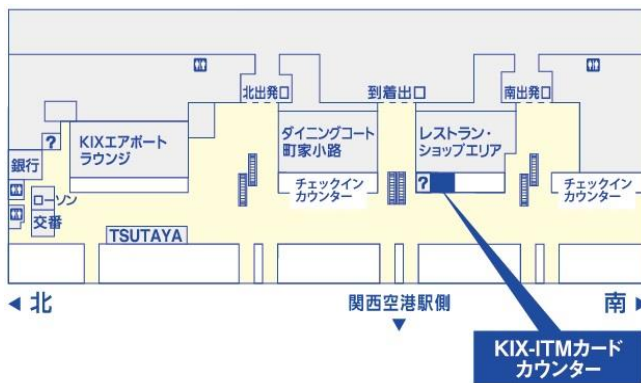 北出発口
到着出口
南出発口
?
KIXエアポート
ラウンジ
ダイニングコート
町家小路
レストラン・
ショップエリア
銀行
チェックイン
カウンター
?
チェックイン
カウンター
ローソン
交番
TSUTAYA
◀ 北
関西空港駅側
▼
南 ▶
KIX-ITMカード
カウンター